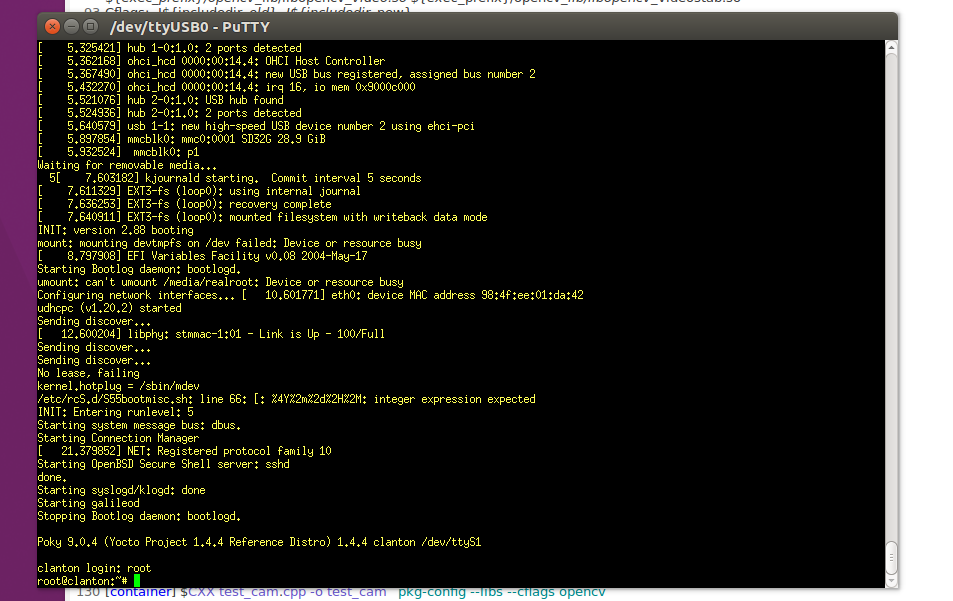 /dev/ttyUSB0 - PuTTY
[    5.325421] hub 1-0:1.0: 2 ports detected
[    5.362168] ohci_hcd 0000:00:14.4: OHCI Host Controller
[    5.367490] ohci_hcd 0000:00:14.4: new USB bus registered, assigned bus number 2
[    5.432270] ohci_hcd 0000:00:14.4: irq 16, io mem 0x9000c000
[    5.521076] hub 2-0:1.0: USB hub found
[    5.524936] hub 2-0:1.0: 2 ports detected
[    5.640579] usb 1-1: new high-speed USB device number 2 using ehci-pci
[    5.897854] mmcblk0: mmc0:0001 SD32G 28.9 GiB
[    5.932524]  mmcblk0: p1
Waiting for removable media...
  5[    7.603182] kjournald starting.  Commit interval 5 seconds
[    7.611329] EXT3-fs (loop0): using internal journal
[    7.636253] EXT3-fs (loop0): recovery complete
[    7.640911] EXT3-fs (loop0): mounted filesystem with writeback data mode
INIT: version 2.88 booting
mount: mounting devtmpfs on /dev failed: Device or resource busy
[    8.797908] EFI Variables Facility v0.08 2004-May-17
Starting Bootlog daemon: bootlogd.
umount: can't umount /media/realroot: Device or resource busy
Configuring network interfaces... [   10.601771] eth0: device MAC address 98:4f:ee:01:da:42
udhcpc (v1.20.2) started
Sending discover...
[   12.600204] libphy: stmmac-1:01 - Link is Up - 100/Full
Sending discover...
Sending discover...
No lease, failing
kernel.hotplug = /sbin/mdev
/etc/rcS.d/S55bootmisc.sh: line 66: [: %4Y%2m%2d%2H%2M: integer expression expected
INIT: Entering runlevel: 5
Starting system message bus: dbus.
Starting Connection Manager
[   21.379852] NET: Registered protocol family 10
Starting OpenBSD Secure Shell server: sshd
done.
Starting syslogd/klogd: done
Starting galileod
Stopping Bootlog daemon: bootlogd.
Poky 9.0.4 (Yocto Project 1.4.4 Reference Distro) 1.4.4 clanton /dev/ttyS1
clanton login: root
root@clanton:~#
130 [container] $CXX test_cam.cpp -o test_cam `pkg-config --libs --cflags opencv`